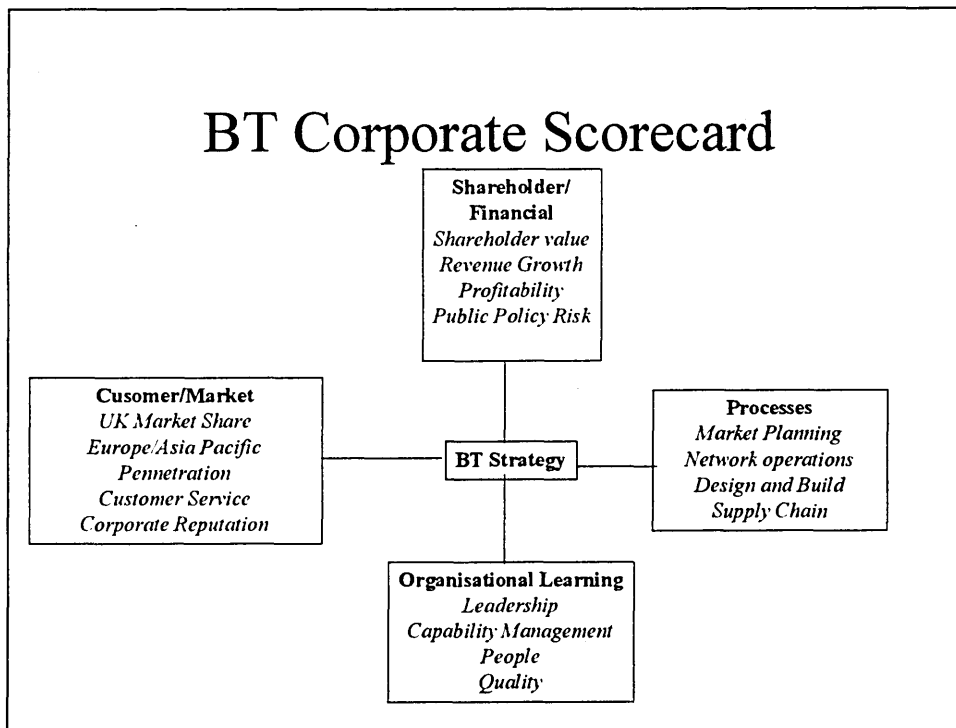 BT Corporate Scorecard
Shareholder/
Financial
Shareholder value
Revenue Growth
Profitability
Public Policy Risk
Cusomer/Market
UK Market Share
Europe/Asia Pacific
Pennetration
Customer Service
Corporate Reputation
BT Strategy
Processes
Market Planning
Network operations
Design and Build
Supply Chain
Organisational Learning
Leadership
Capability Management
People
Quality